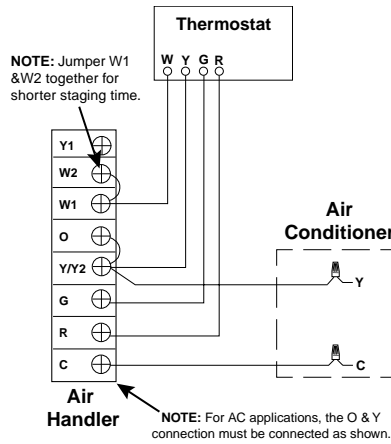 Thermostat
W Y G R
NOTE: Jumper W1
&W2 together for
shorter staging time.
Y1
W2
W1
O
Y/Y2
G
R
C
Air
Handler
Air
Conditioner
Y
C
NOTE: For AC applications, the O & Y
connection must be connected as shown.